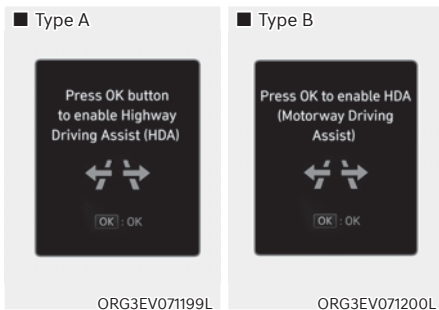 ■ Type A
Press OK button
to enable Highway
Driving Assist (HDA)
OK : OK
ORG3EV071199L
■ Type B
Press OK to enable HDA
(Motorway Driving
Assist)
OK : OK
ORG3EV071200L